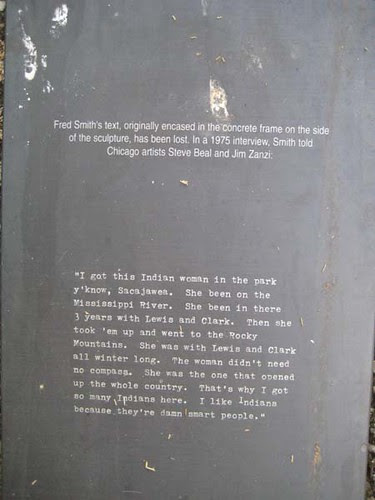 Fred Smith's text, originally encased in the concrete frame on the side
of the sculpture, has been lost. In a 1975 interview, Smith told
Chicago artists Steve Beal and Jim Zanzi:
"I got this Indian woman in the park
y'know, Sacajawea. She been on the
Mississippi River. She been in there
3 years with Lewis and Clark. Then she
took 'em up and went to the Rocky
Mountains. She was with Lewis and Clark
all winter long. The woman didn't need
no compass. She was the one that opened
up the whole country. That's why I got
so many Indians here. I like Indians
because they're damn smart people."